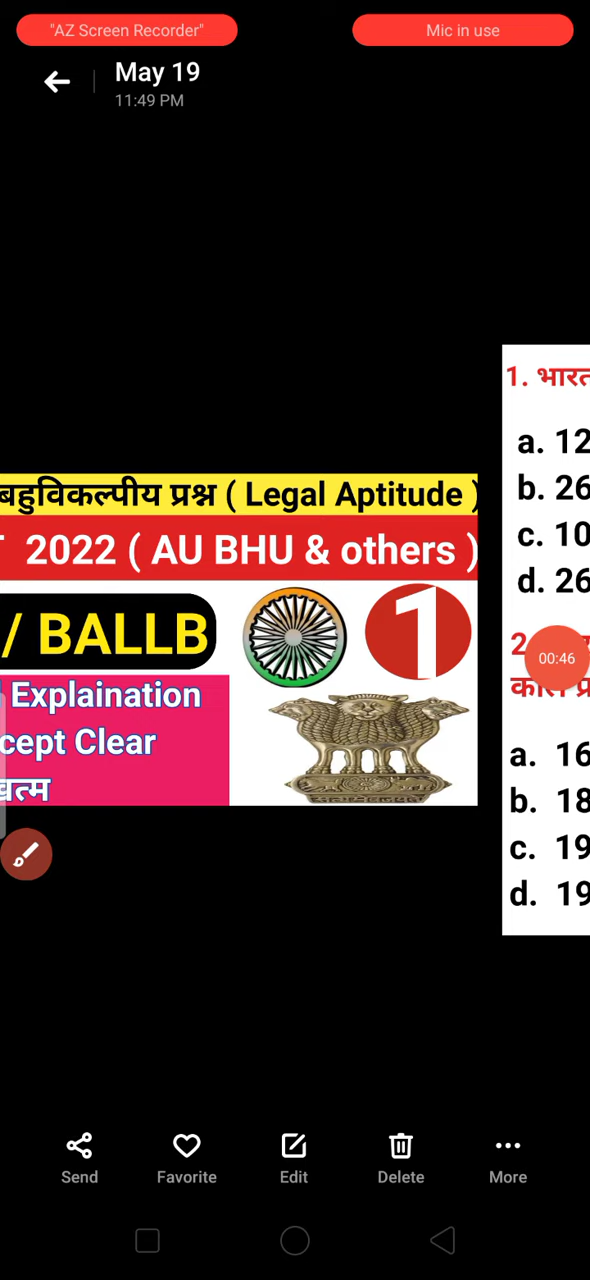 "AZ Screen Recorder"
Mic in use
May 19
11:49 PM
बहुविकल्पीय प्रश्न ( Legal Aptitude )
2022 ( AU BHU & others )
/ BALLB
1
Explaination
cept Clear
1. भारत
a. 12
b. 26
c. 10
d. 26
2
00:46
a. 16
b. 18
c. 19
d. 19
Send
Favorite
Edit
Delete
More